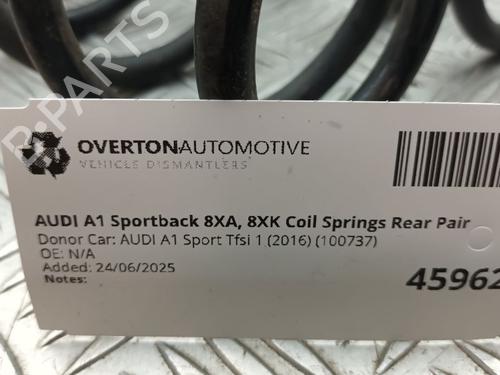 B-PARTS
OVERTONAUTOMOTIVE
VEHICLE DISMANTLERS
AUDI A1 Sportback 8XA, 8XK Coil Springs Rear Pair
Donor Car: AUDI A1 Sport Tfsi 1 (2016) (100737)
OE: N/A
Added: 24/06/2025
Notes:
45962